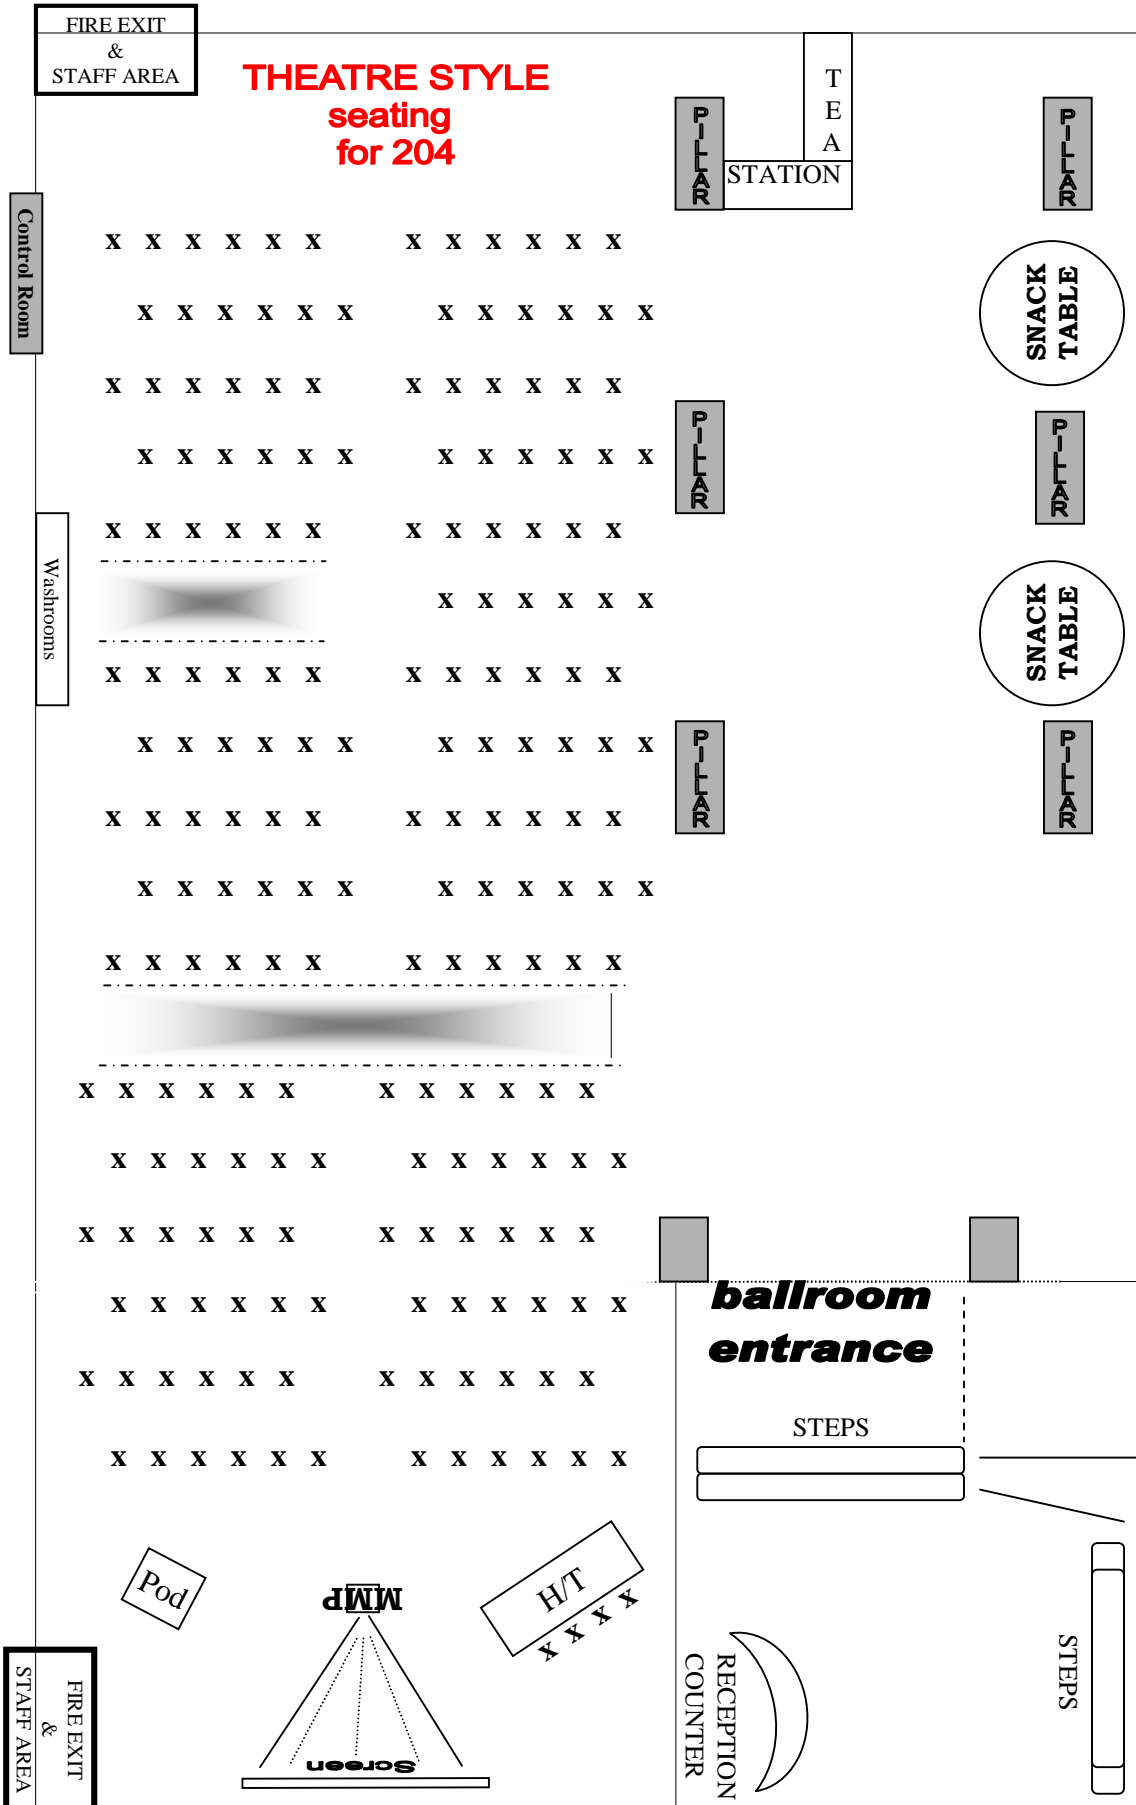 FIRE EXIT
&
STAFF AREA
THEATRE STYLE
seating
for 204
TEA
STATION
PILLAR
PILLAR
Control Room
x x x x x x x x x x x x
SNACK
TABLE
x x x x x x x x x x x x
x x x x x x x x x x x x
PILLAR
PILLAR
x x x x x x x x x x x x
x x x x x x x x x x x x
Washrooms
x x x x x x
SNACK
TABLE
x x x x x x x x x x x x
PILLAR
PILLAR
x x x x x x x x x x x x
x x x x x x x x x x x x
x x x x x x x x x x x x
x x x x x x x x x x x x
x x x x x x x x x x x x
x x x x x x x x x x x x
x x x x x x x x x x x x
x x x x x x x x x x x x
ballroom
entrance
x x x x x x x x x x x x
STEPS
x x x x x x x x x x x x
Pod
MMP
H/T
x x x x
Screen
RECEPTION
COUNTER
STEPS
FIRE EXIT
&
STAFF AREA